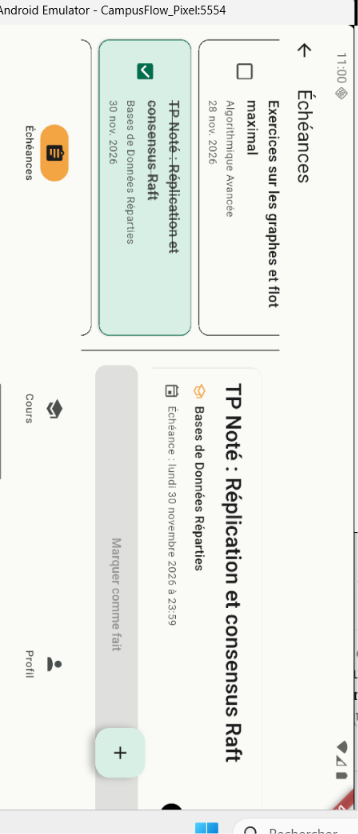 Android Emulator - CampusFlow_Pixel:5554
11:00
Échéances
Exercices sur les graphes et flot
maximal
Algorithmique Avancée
28 nov. 2026
TP Noté : Réplication et
consensus Raft
Bases de Données Réparties
30 nov. 2026
TP Noté : Réplication et consensus Raft
Bases de Données Réparties
Échéance : lundi 30 novembre 2026 à 23:59
Marquer comme fait
+
Échéances
Cours
Profil
Rechercher